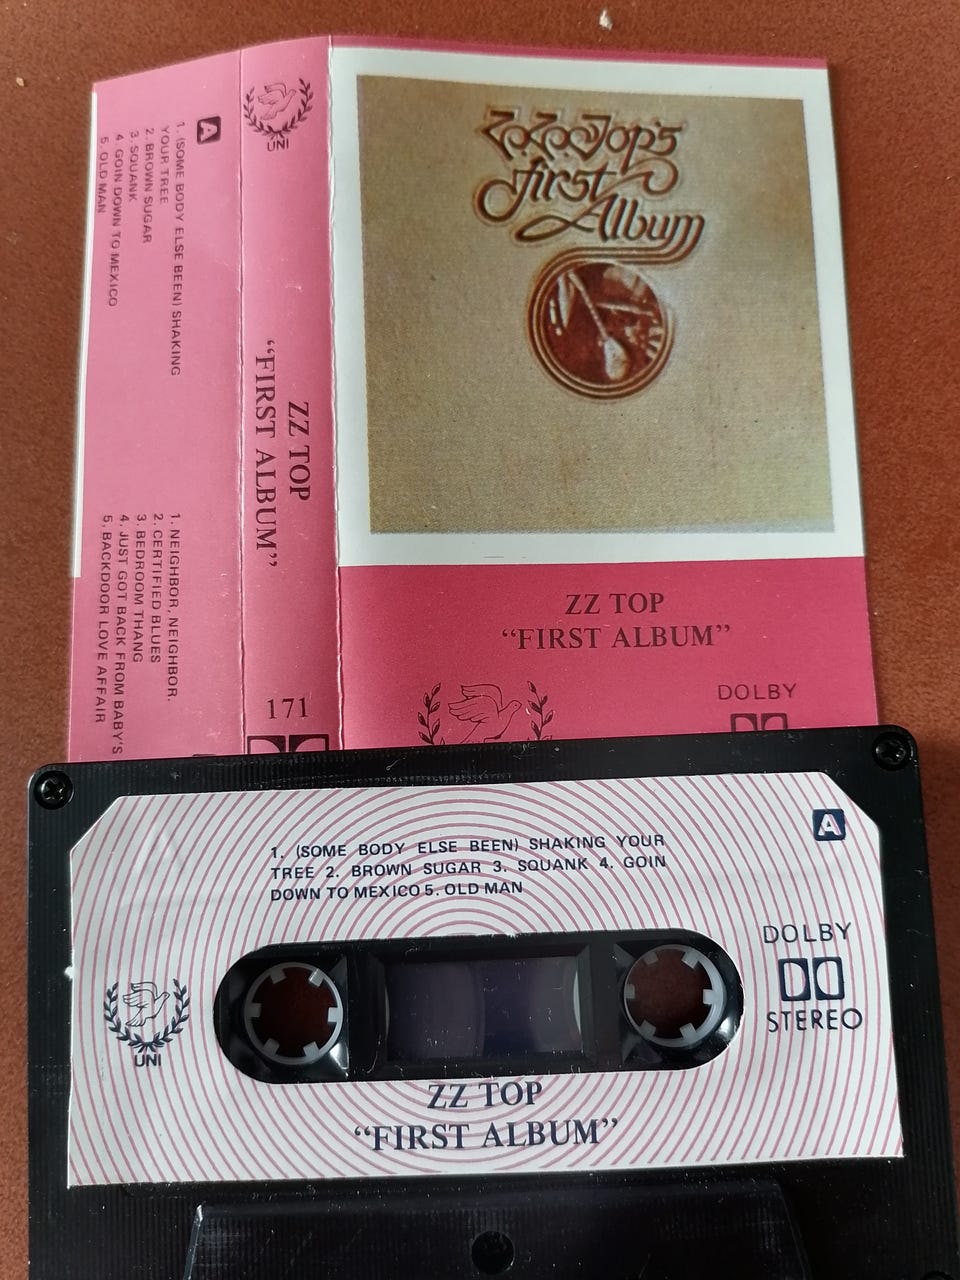 A
1. (SOME BODY ELSE BEEN) SHAKING
YOUR TREE
2. BROWN SUGAR
3. SQUANK
4. GOIN DOWN TO MEXICO
5. OLD MAN
1. NEIGHBOR, NEIGHBOR.
2. CERTIFIED BLUES
3. BEDROOM THANG
4. JUST GOT BACK FROM BABY'S
5. BACKDOOR LOVE AFFAIR
UNI
ZZ TOP
“FIRST ALBUM”
171
ZZ Top's
first
Album
ZZ TOP
“FIRST ALBUM”
DOLBY
A
1. (SOME BODY ELSE BEEN) SHAKING YOUR
TREE 2. BROWN SUGAR 3. SQUANK 4. GOIN
DOWN TO MEXICO 5. OLD MAN
DOLBY
STEREO
UNI
ZZ TOP
“FIRST ALBUM”